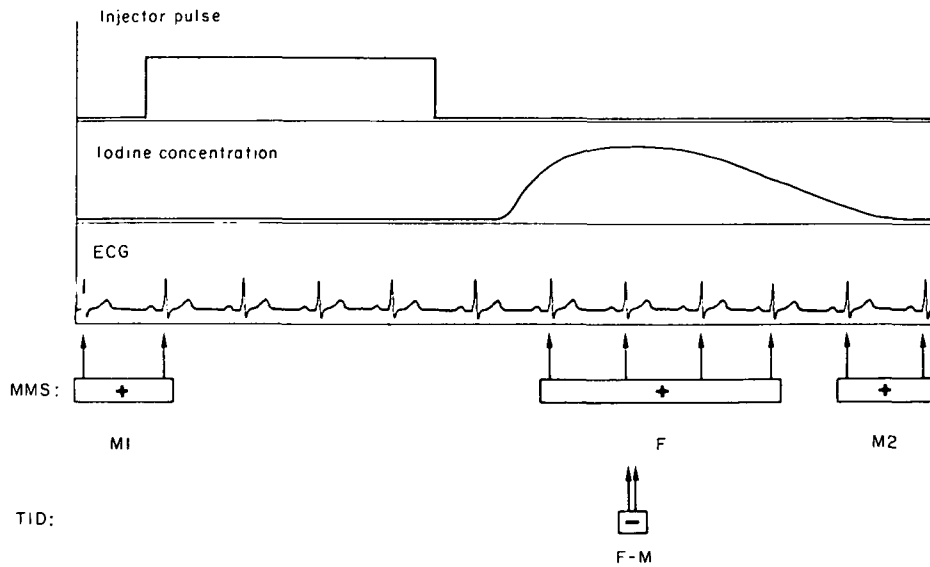 Injector pulse
Iodine concentration
ECG
MMS: + + +
M1 F M2
TID: −
F-M